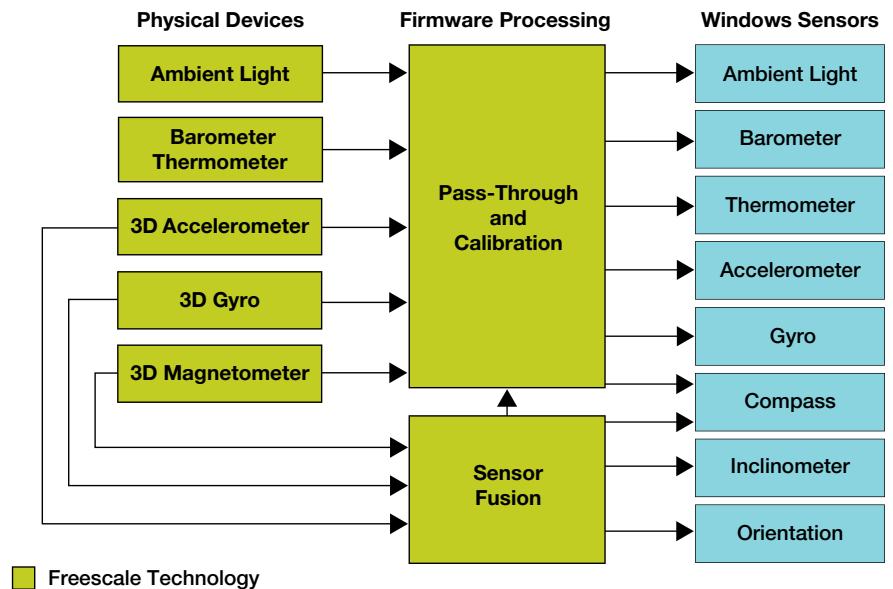 Physical Devices
Firmware Processing
Windows Sensors
Ambient Light
Barometer
Thermometer
3D Accelerometer
3D Gyro
3D Magnetometer
Pass-Through
and
Calibration
Sensor
Fusion
Ambient Light
Barometer
Thermometer
Accelerometer
Gyro
Compass
Inclinometer
Orientation
Freescale Technology